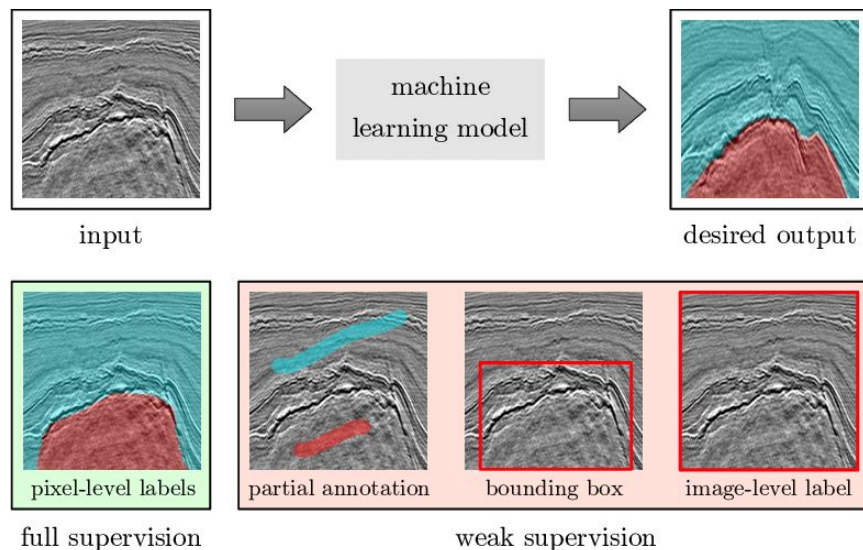 machine
learning model
input
desired output
pixel-level labels
partial annotation
bounding box
image-level label
full supervision
weak supervision